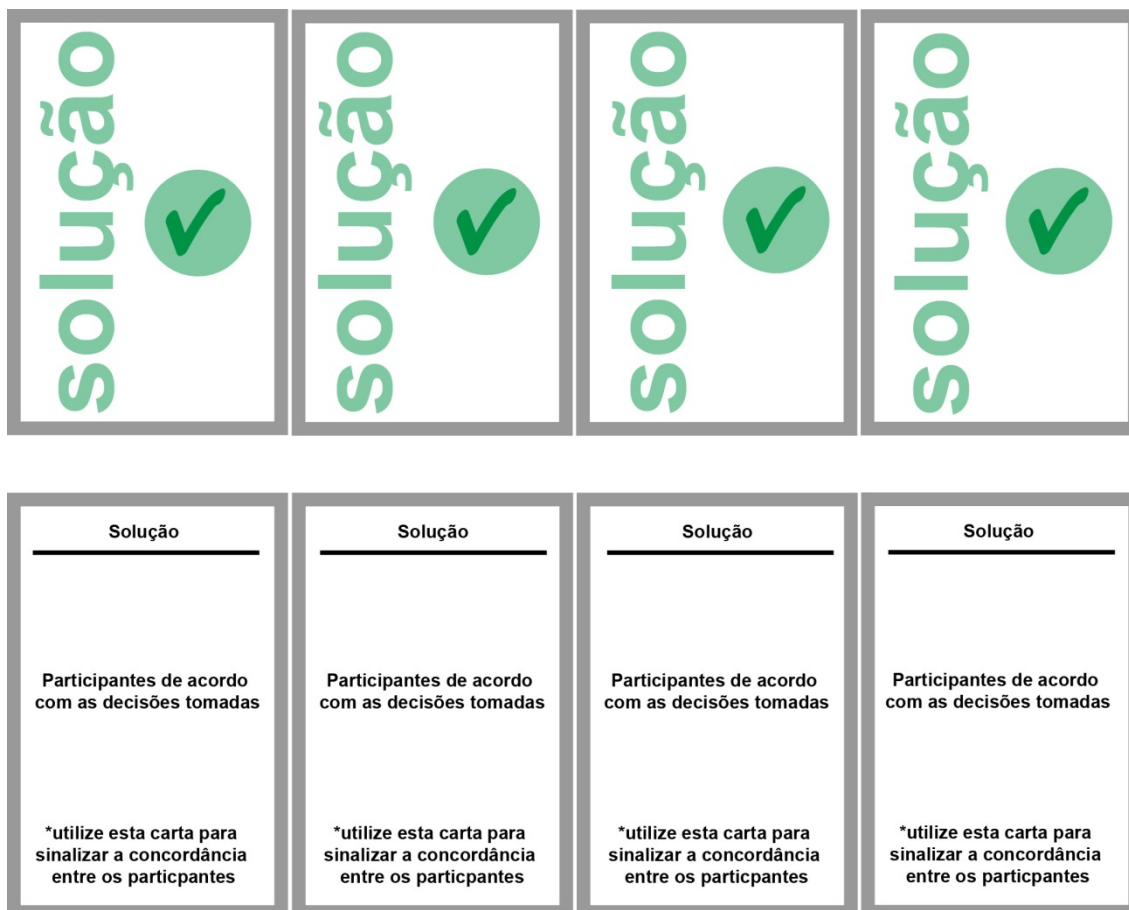 solução
solução
solução
solução
Solução
Participantes de acordo
com as decisões tomadas
*utilize esta carta para
sinalizar a concordância
entre os particpantes
Solução
Participantes de acordo
com as decisões tomadas
*utilize esta carta para
sinalizar a concordância
entre os particpantes
Solução
Participantes de acordo
com as decisões tomadas
*utilize esta carta para
sinalizar a concordância
entre os particpantes
Solução
Participantes de acordo
com as decisões tomadas
*utilize esta carta para
sinalizar a concordância
entre os particpantes